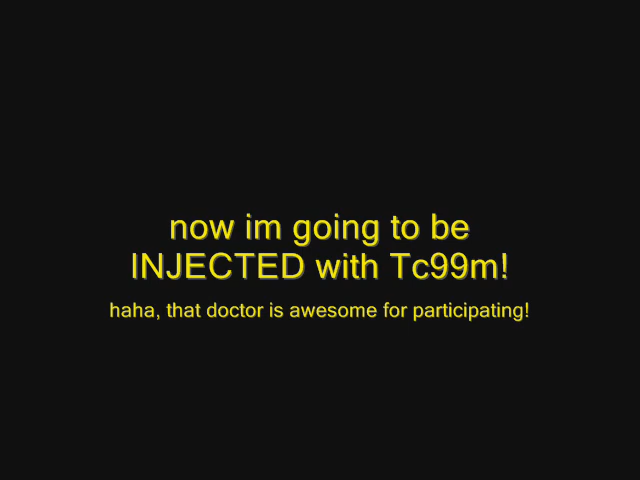 now im going to be
INJECTED with Tc99m!
haha, that doctor is awesome for participating!